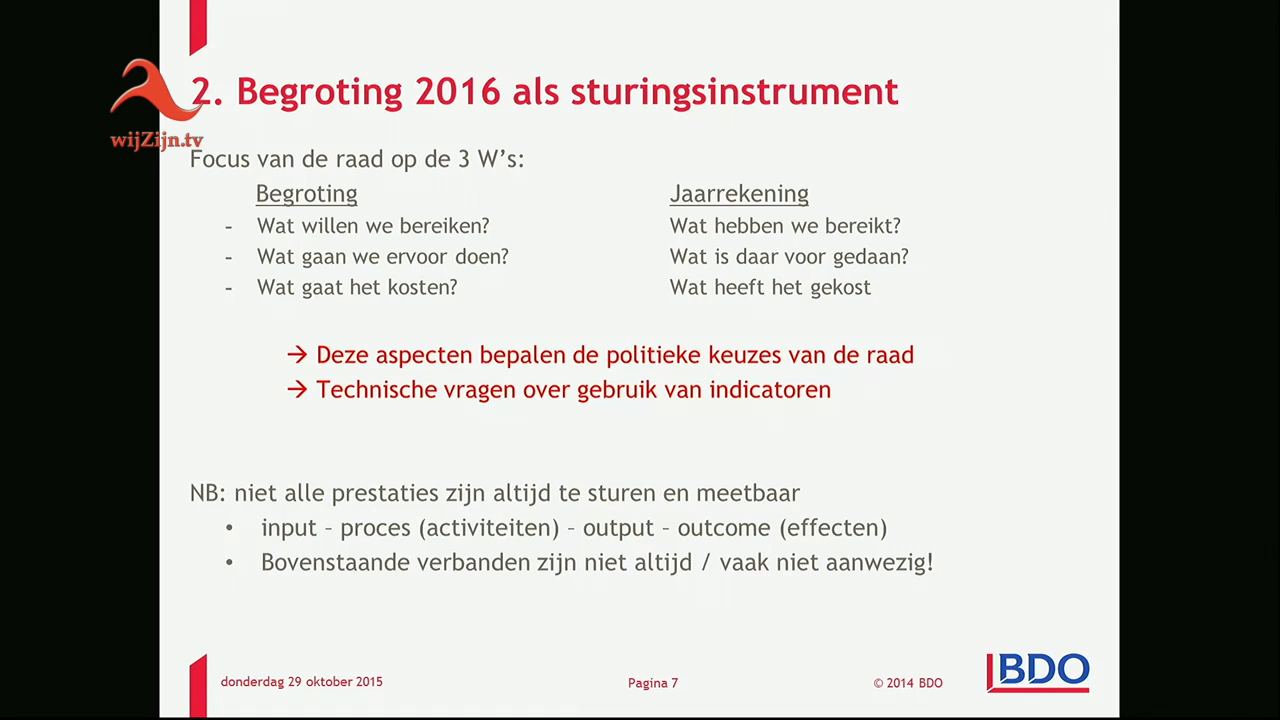 2. Begroting 2016 als sturingsinstrument
wijZijn.tv
Focus van de raad op de 3 W's:
Begroting Jaarrekening
- Wat willen we bereiken? Wat hebben we bereikt?
- Wat gaan we ervoor doen? Wat is daar voor gedaan?
- Wat gaat het kosten? Wat heeft het gekost
→ Deze aspecten bepalen de politieke keuzes van de raad
→ Technische vragen over gebruik van indicatoren
NB: niet alle prestaties zijn altijd te sturen en meetbaar
• input – proces (activiteiten) – output – outcome (effecten)
• Bovenstaande verbanden zijn niet altijd / vaak niet aanwezig!
donderdag 29 oktober 2015 Pagina 7 © 2014 BDO BDO